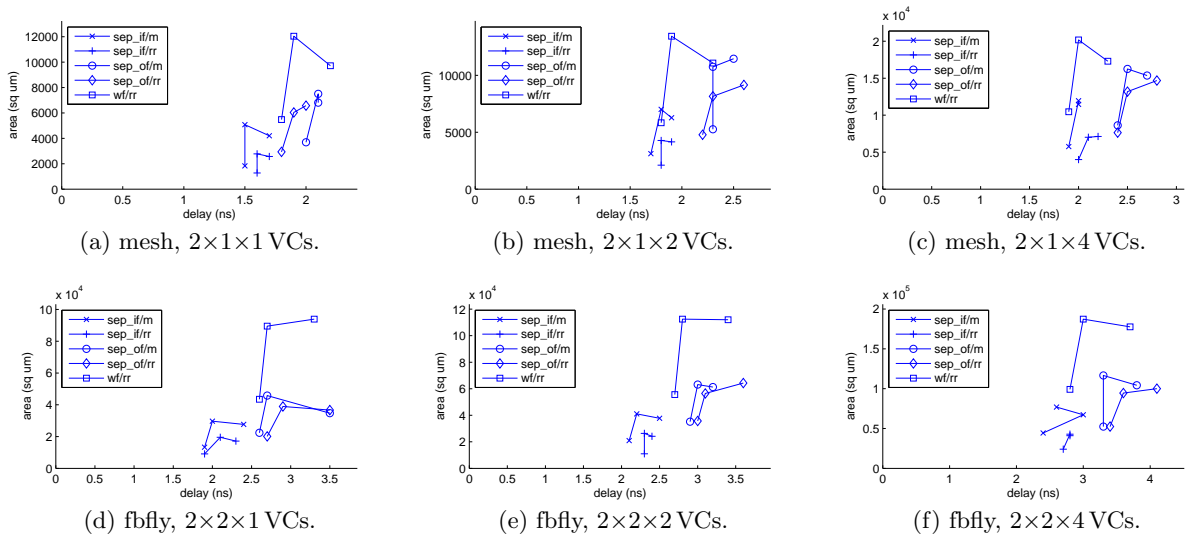 12000
10000
8000
6000
4000
2000
0
area (sq um)
sep_if/m
sep_if/rr
sep_of/m
sep_of/rr
wf/rr
0 0.5 1 1.5 2
delay (ns)
(a) mesh, 2×1×1 VCs.
10000
5000
0
area (sq um)
sep_if/m
sep_if/rr
sep_of/m
sep_of/rr
wf/rr
0 0.5 1 1.5 2 2.5
delay (ns)
(b) mesh, 2×1×2 VCs.
x 10^4
2
1.5
1
0.5
0
area (sq um)
sep_if/m
sep_if/rr
sep_of/m
sep_of/rr
wf/rr
0 0.5 1 1.5 2 2.5 3
delay (ns)
(c) mesh, 2×1×4 VCs.
x 10^4
10
8
6
4
2
0
area (sq um)
sep_if/m
sep_if/rr
sep_of/m
sep_of/rr
wf/rr
0 0.5 1 1.5 2 2.5 3 3.5
delay (ns)
(d) fbfly, 2×2×1 VCs.
x 10^4
12
10
8
6
4
2
0
area (sq um)
sep_if/m
sep_if/rr
sep_of/m
sep_of/rr
wf/rr
0 0.5 1 1.5 2 2.5 3 3.5
delay (ns)
(e) fbfly, 2×2×2 VCs.
x 10^5
2
1.5
1
0.5
0
area (sq um)
sep_if/m
sep_if/rr
sep_of/m
sep_of/rr
wf/rr
0 1 2 3 4
delay (ns)
(f) fbfly, 2×2×4 VCs.